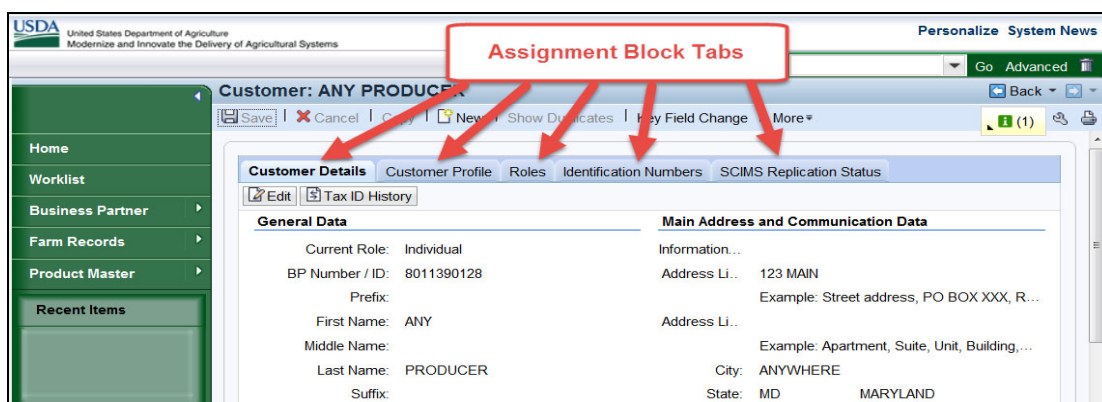 USDA United States Department of Agriculture
Modernize and Innovate the Delivery of Agricultural Systems
Personalize System News
Assignment Block Tabs
Go Advanced
Customer: ANY PRODUCER
Back
Save Cancel Copy New Show Duplicates Key Field Change More
(1)
Home
Worklist
Business Partner
Farm Records
Product Master
Recent Items
Customer Details Customer Profile Roles Identification Numbers SCIMS Replication Status
Edit Tax ID History
General Data Main Address and Communication Data
Current Role: Individual Information...
BP Number / ID: 8011390128 Address Li.. 123 MAIN
Prefix: Example: Street address, PO BOX XXX, R...
First Name: ANY Address Li..
Middle Name: Example: Apartment, Suite, Unit, Building,...
Last Name: PRODUCER City: ANYWHERE
Suffix: State: MD MARYLAND